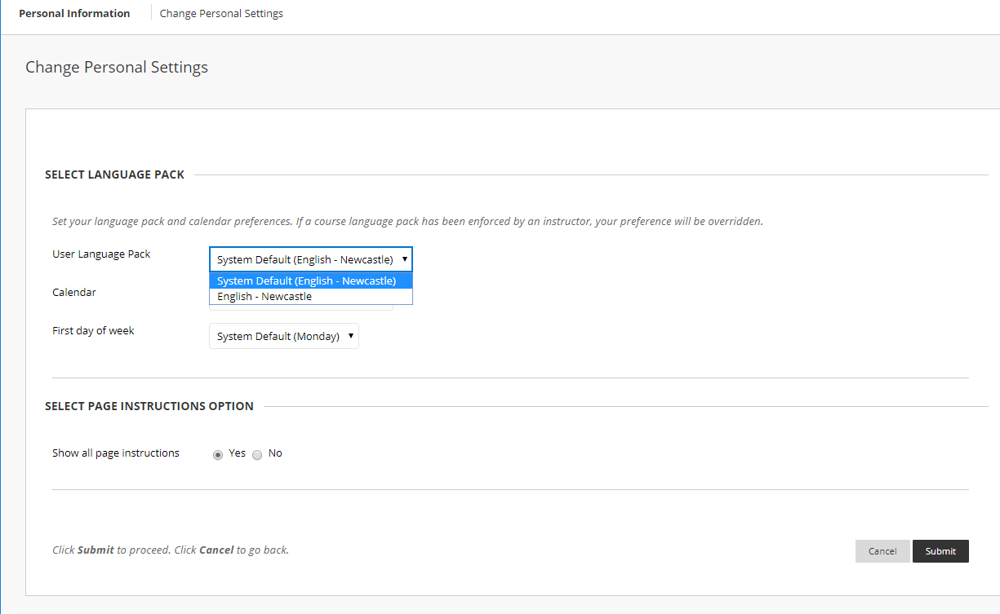 Personal Information
Change Personal Settings
Change Personal Settings
SELECT LANGUAGE PACK
Set your language pack and calendar preferences. If a course language pack has been enforced by an instructor, your preference will be overridden.
User Language Pack
System Default (English - Newcastle)
System Default (English - Newcastle)
English - Newcastle
Calendar
First day of week
System Default (Monday)
SELECT PAGE INSTRUCTIONS OPTION
Show all page instructions
Yes
No
Click Submit to proceed. Click Cancel to go back.
Cancel
Submit